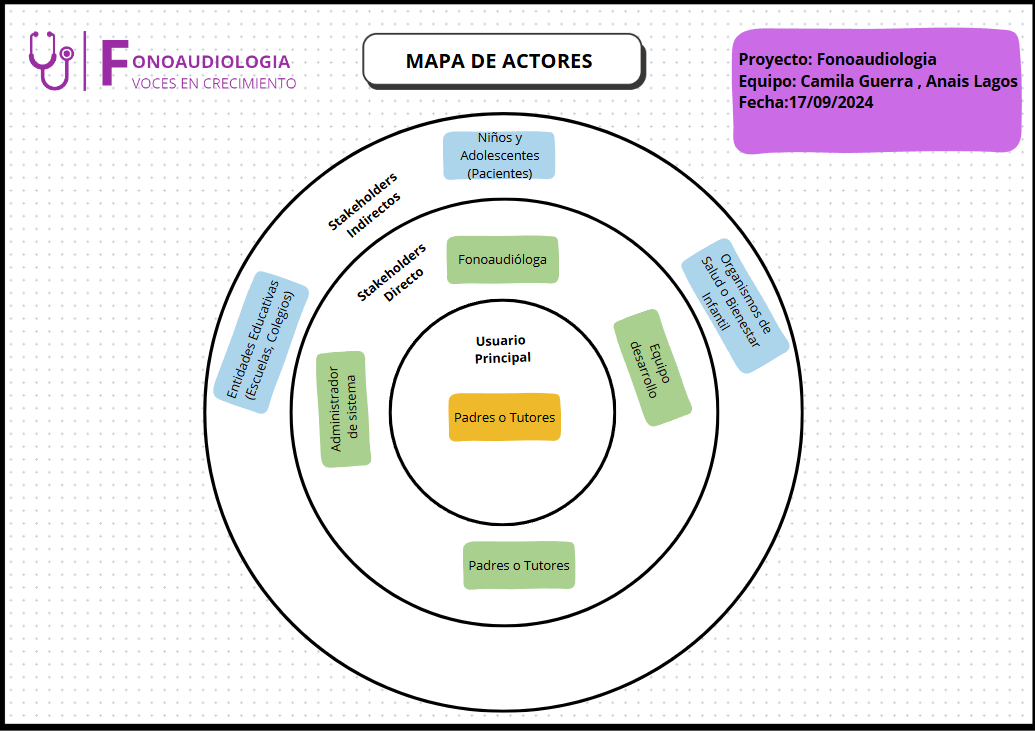 FONOAUDIOLOGIA
VOCES EN CRECIMIENTO
MAPA DE ACTORES
Proyecto: Fonoaudiologia
Equipo: Camila Guerra , Anais Lagos
Fecha:17/09/2024
Niños y
Adolescentes
(Pacientes)
Stakeholders
Indirectos
Stakeholders
Directo
Fonoaudióloga
Organismos de
Salud o Bienestar
Infantil
Entidades Educativas
(Escuelas, Colegios)
Usuario
Principal
Equipo
desarrollo
Administrador
de sistema
Padres o Tutores
Padres o Tutores